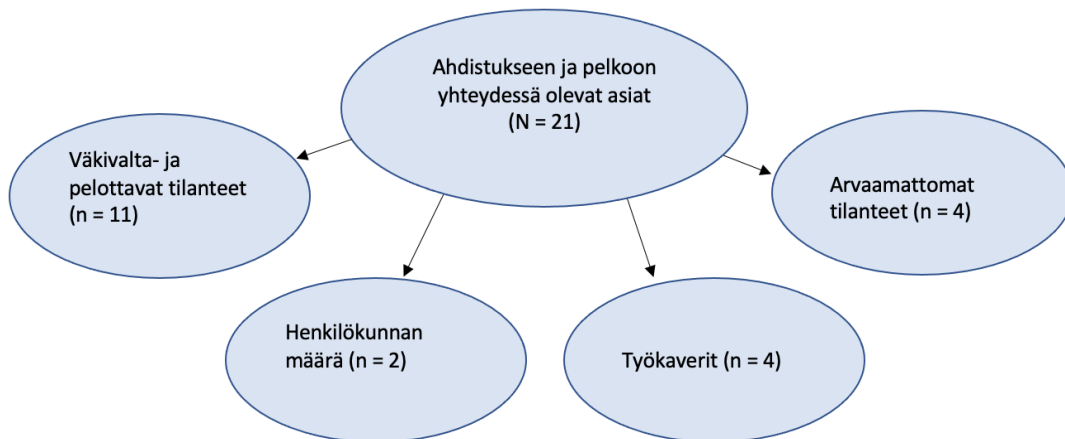 Ahdistukseen ja pelkoon
yhteydessä olevat asiat
(N = 21)
Väkivalta- ja
pelottavat tilanteet
(n = 11)
Arvaamattomat
tilanteet (n = 4)
Henkilökunnan
määrä (n = 2)
Työkaverit (n = 4)